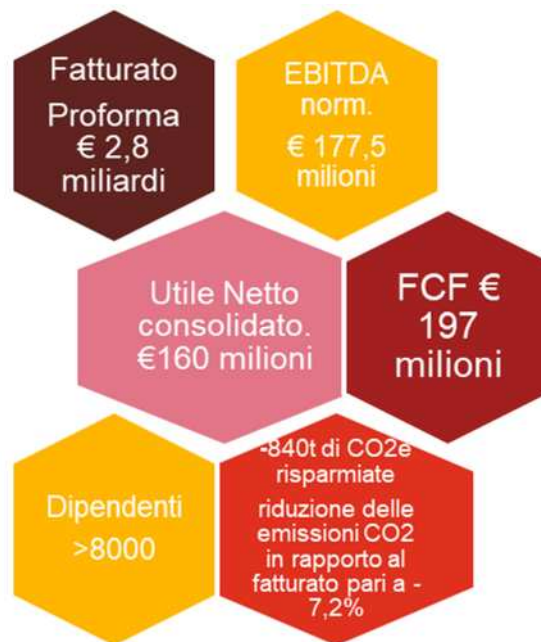 Fatturato
Proforma
€ 2,8
miliardi
EBITDA
norm.
€ 177,5
milioni
Utile Netto
consolidato.
€160 milioni
FCF €
197
milioni
Dipendenti
>8000
-840t di CO2e
risparmiate
riduzione delle
emissioni CO2
in rapporto al
fatturato pari a -
7,2%